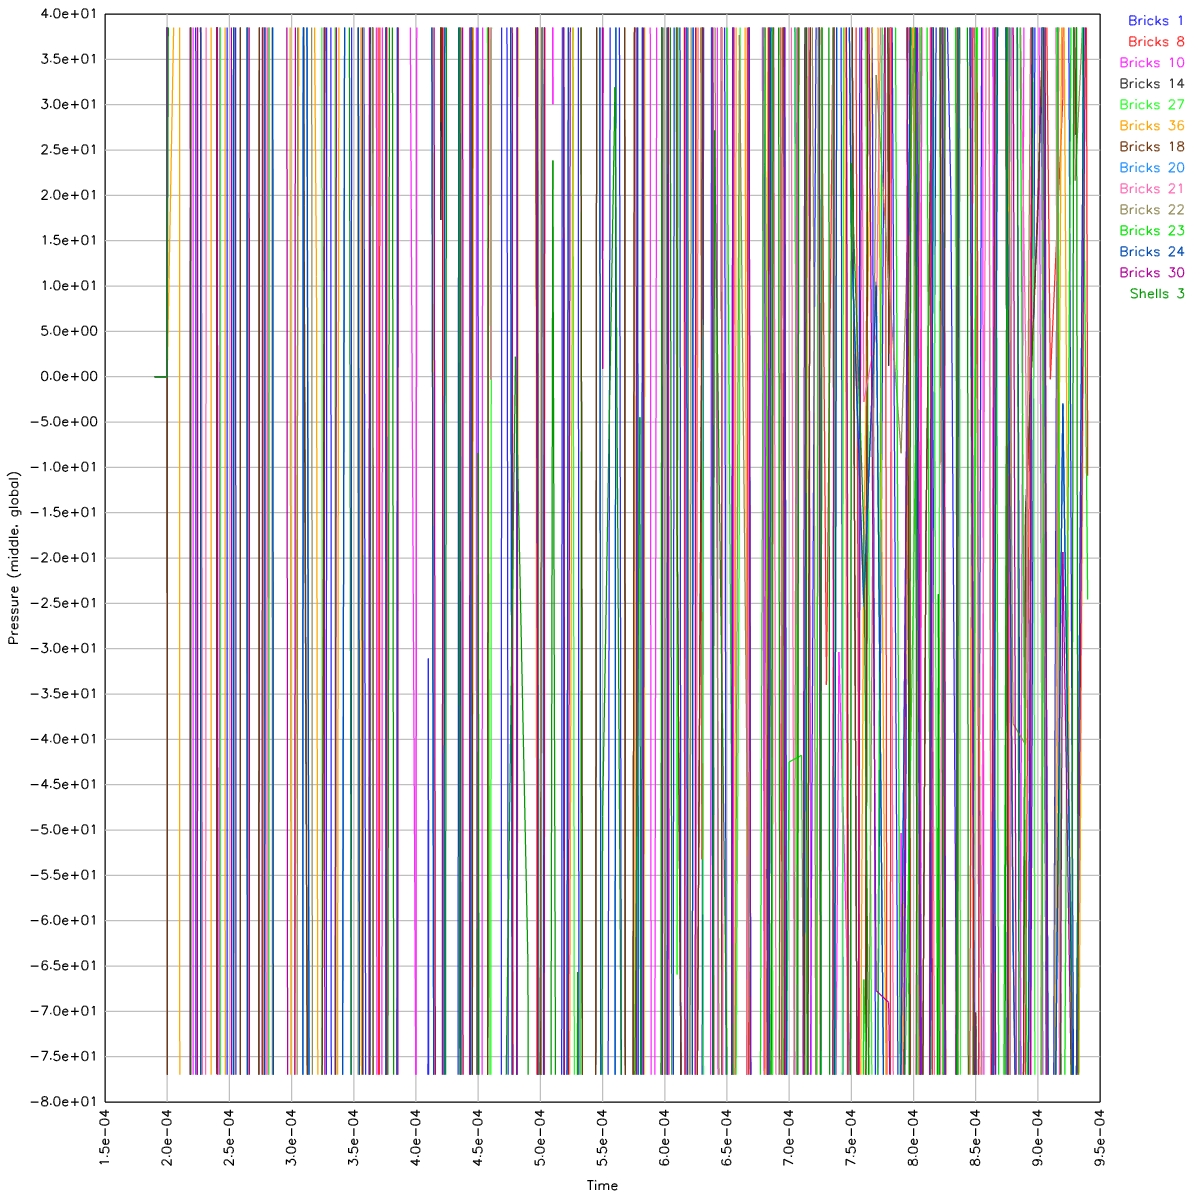 4.0e+01
3.5e+01
3.0e+01
2.5e+01
2.0e+01
1.5e+01
1.0e+01
5.0e+00
0.0e+00
−5.0e+00
−1.0e+01
−1.5e+01
−2.0e+01
−2.5e+01
−3.0e+01
−3.5e+01
−4.0e+01
−4.5e+01
−5.0e+01
−5.5e+01
−6.0e+01
−6.5e+01
−7.0e+01
−7.5e+01
−8.0e+01
Pressure (middle, global)
1.5e−04
2.0e−04
2.5e−04
3.0e−04
3.5e−04
4.0e−04
4.5e−04
5.0e−04
5.5e−04
6.0e−04
6.5e−04
7.0e−04
7.5e−04
8.0e−04
8.5e−04
9.0e−04
9.5e−04
Time
Bricks 1
Bricks 8
Bricks 10
Bricks 14
Bricks 27
Bricks 36
Bricks 18
Bricks 20
Bricks 21
Bricks 22
Bricks 23
Bricks 24
Bricks 30
Shells 3